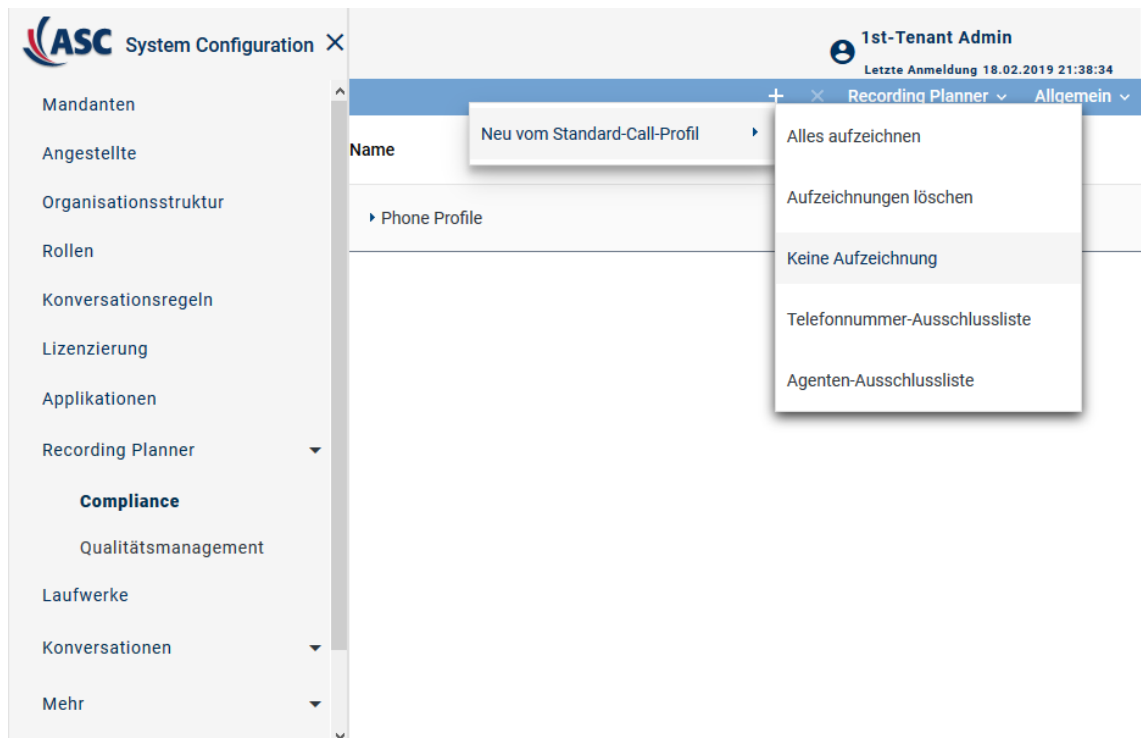 ASC System Configuration ×
1st-Tenant Admin
Letzte Anmeldung 18.02.2019 21:38:34
+ × Recording Planner Allgemein
Mandanten
Angestellte
Organisationsstruktur
Rollen
Konversationsregeln
Lizenzierung
Applikationen
Recording Planner
Compliance
Qualitätsmanagement
Laufwerke
Konversationen
Mehr
Name
Phone Profile
Neu vom Standard-Call-Profil
Alles aufzeichnen
Aufzeichnungen löschen
Keine Aufzeichnung
Telefonnummer-Ausschlussliste
Agenten-Ausschlussliste